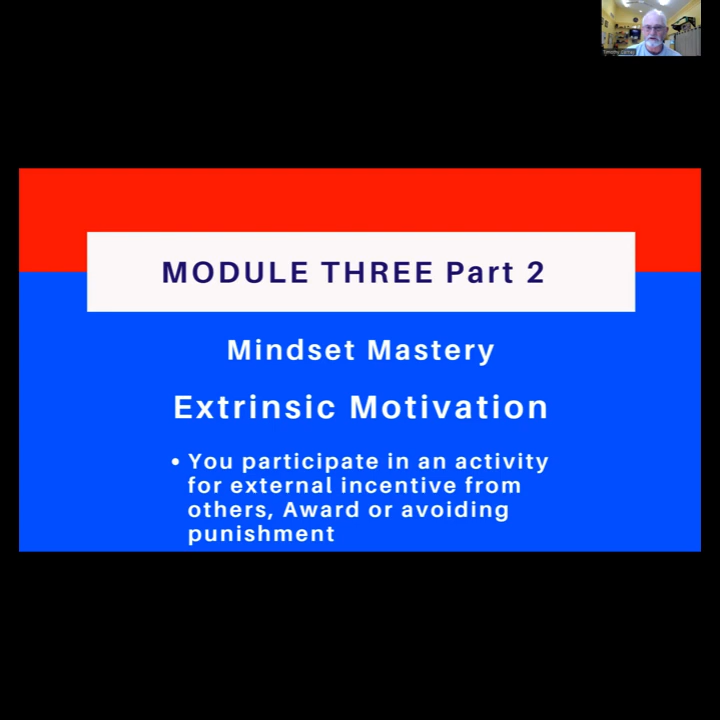 MODULE THREE Part 2
Mindset Mastery
Extrinsic Motivation
• You participate in an activity
for external incentive from
others, Award or avoiding
punishment